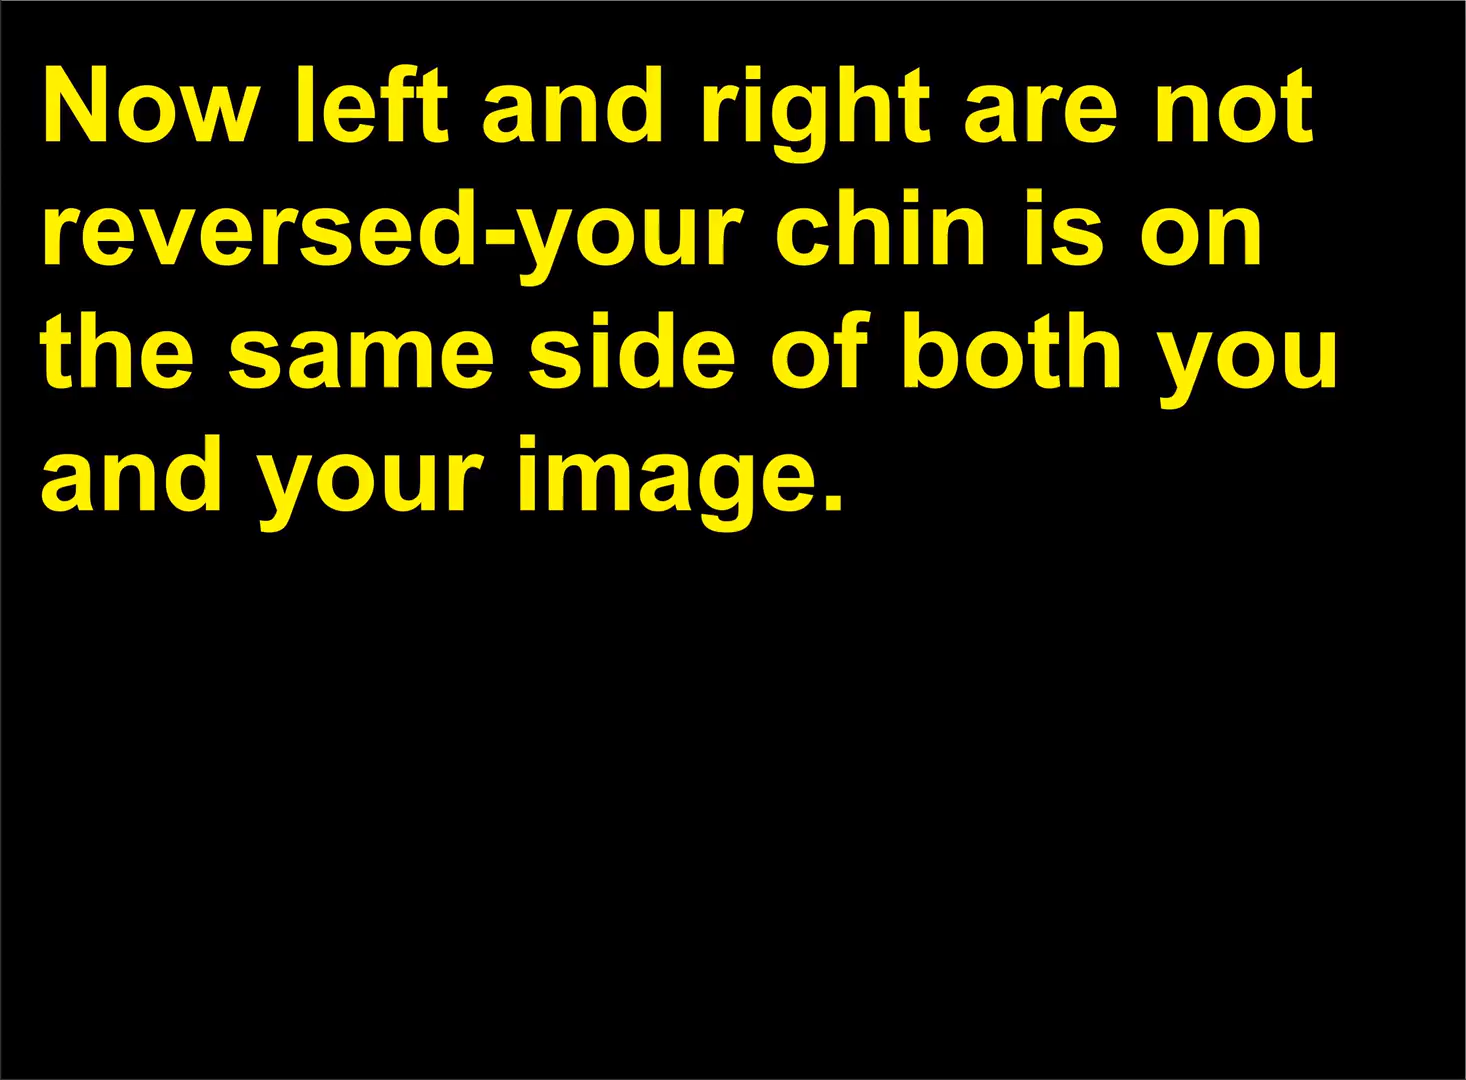 Now left and right are not
reversed-your chin is on
the same side of both you
and your image.